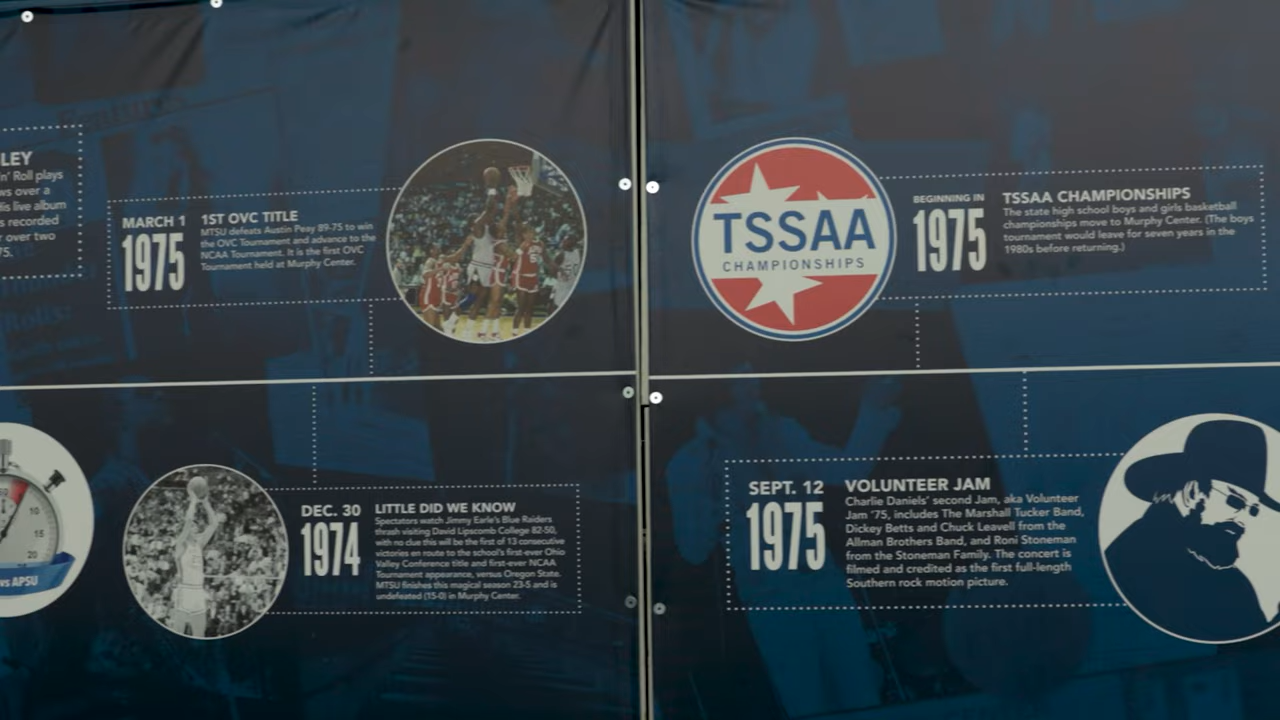 LEY
n' Roll plays
ws over a
is live album
s recorded
r over two
75.
MARCH 1
1975
1ST OVC TITLE
MTSU defeats Austin Peay 89-75 to win
the OVC Tournament and advance to the
NCAA Tournament. It is the first OVC
Tournament held at Murphy Center.
TSSAA
CHAMPIONSHIPS
BEGINNING IN
1975
TSSAA CHAMPIONSHIPS
The state high school boys and girls basketball
championships move to Murphy Center. (The boys
tournament would leave for seven years in the
1980s before returning.)
10
15
20
vs APSU
DEC. 30
1974
LITTLE DID WE KNOW
Spectators watch Jimmy Earle's Blue Raiders
thrash visiting David Lipscomb College 82-50,
with no clue this will be the first of 13 consecutive
victories en route to the school's first-ever Ohio
Valley Conference title and first-ever NCAA
Tournament appearance, versus Oregon State.
MTSU finishes this magical season 23-5 and is
undefeated (15-0) in Murphy Center.
SEPT. 12
1975
VOLUNTEER JAM
Charlie Daniels' second Jam, aka Volunteer
Jam '75, includes The Marshall Tucker Band,
Dickey Betts and Chuck Leavell from the
Allman Brothers Band, and Roni Stoneman
from the Stoneman Family. The concert is
filmed and credited as the first full-length
Southern rock motion picture.